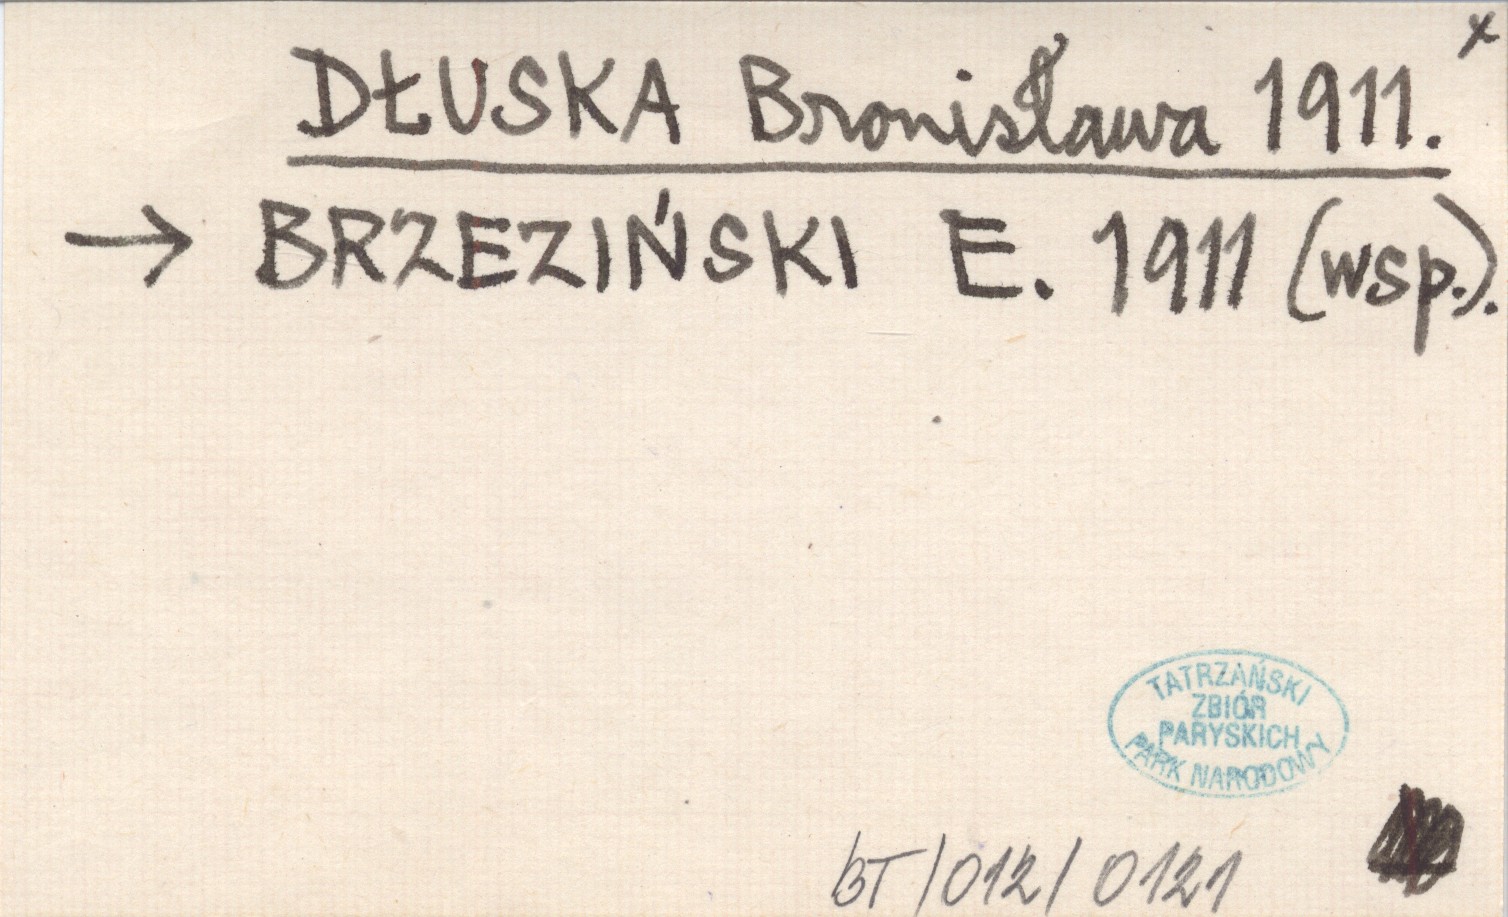 x
DŁUSKA Bronisława 1911.
→ BRZEZIŃSKI E. 1911 (wsp.).
TATRZAŃSKI
ZBIÓR
PARYSKICH
PARK NARODOWY
BT/012/0121